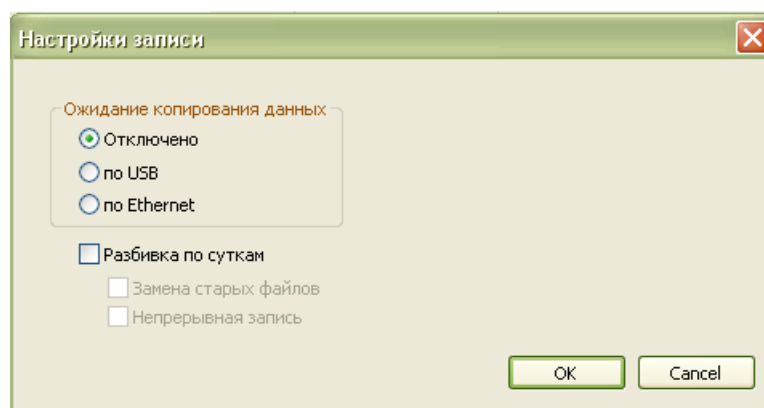 Настройки записи
Ожидание копирования данных
Отключено
по USB
по Ethernet
Разбивка по суткам
Замена старых файлов
Непрерывная запись
OK Cancel